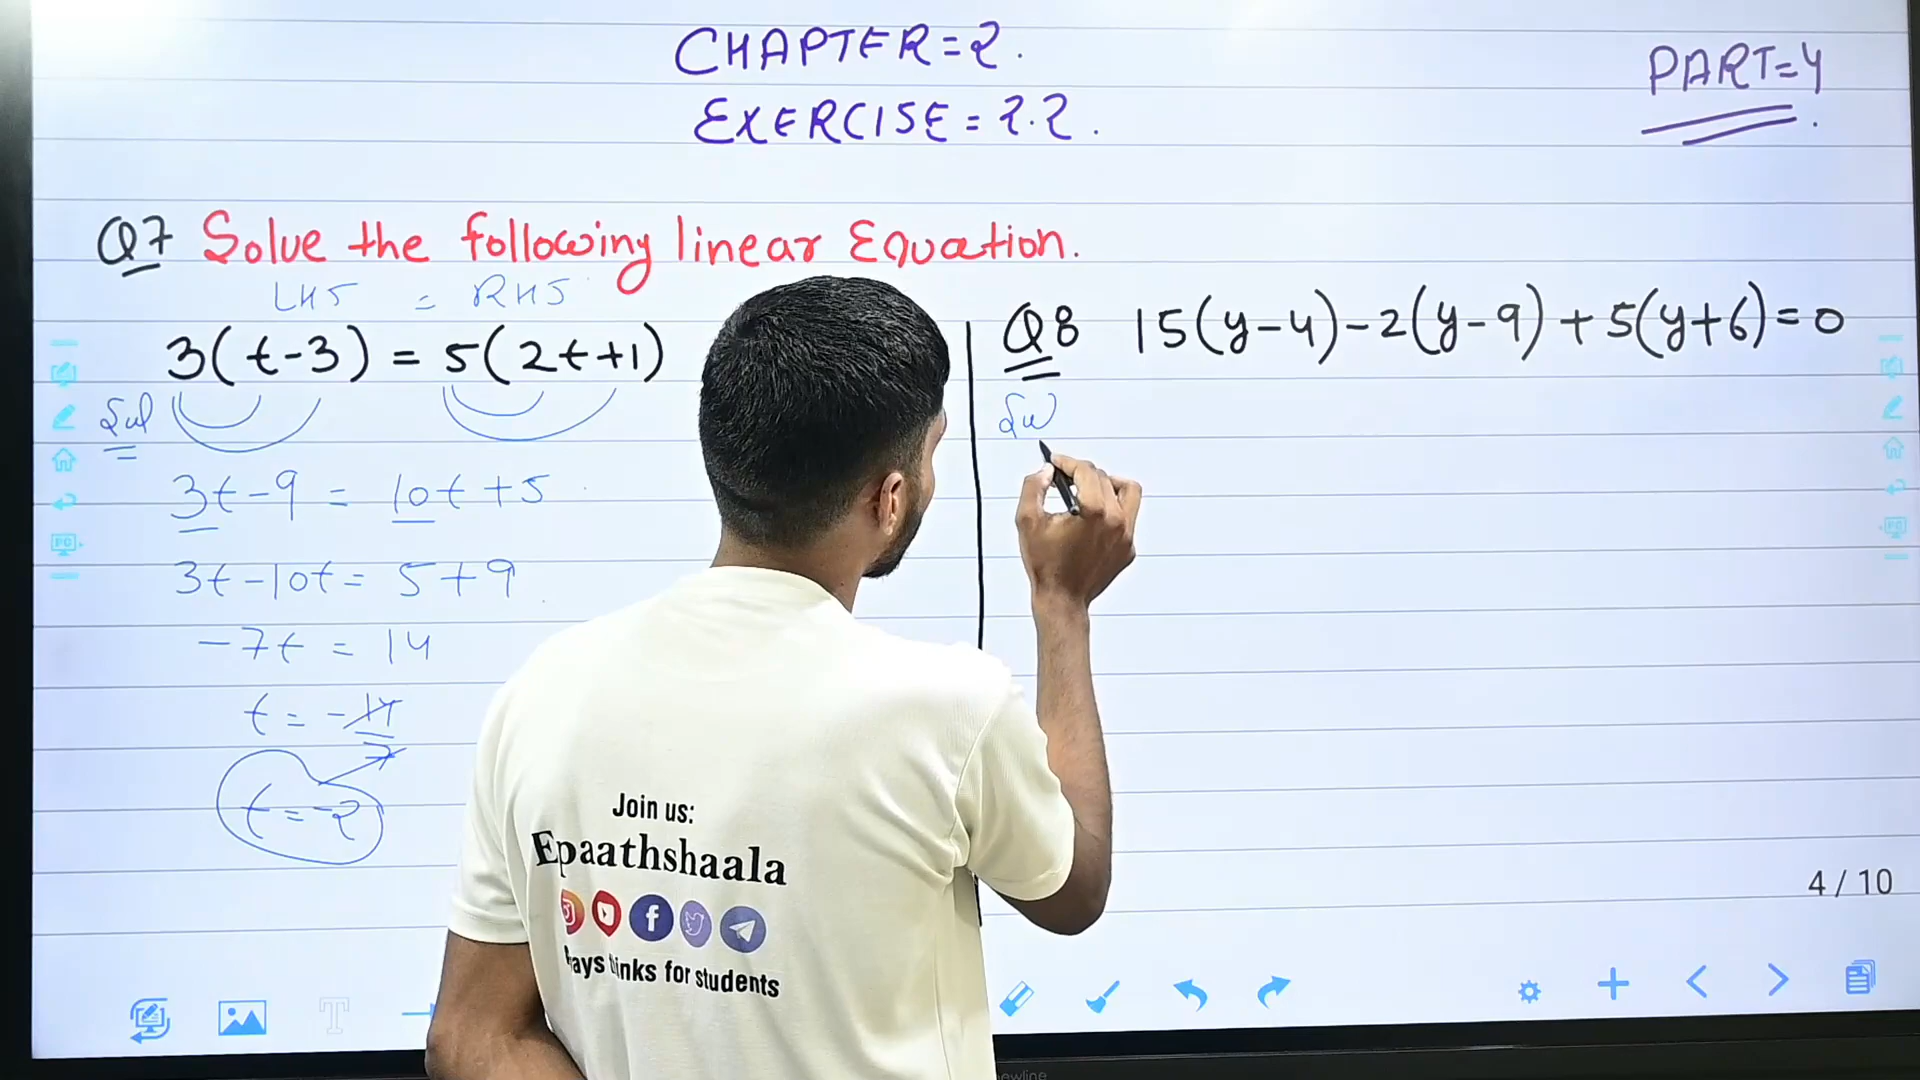 CHAPTER=2.
EXERCISE=2.2.
PART=4
Q7 Solve the following linear Equation.
LHS = RHS
3(t-3) = 5(2t+1)
Sol
3t-9 = 10t+5
3t-10t= 5+9
-7t = 14
t = -14
7
t=-2
Q8 15(y-4)-2(y-9)+5(y+6)=0
Sol
Join us:
Epaathshaala
thinks for students
4 / 10
newline